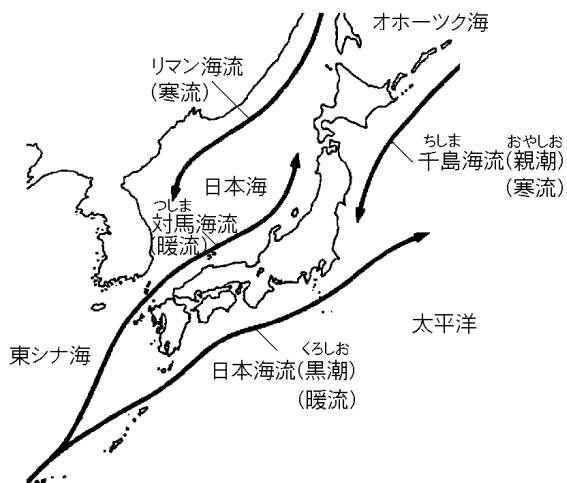 オホーツク海
リマン海流
(寒流)
ちしま おやしお
千島海流(親潮)
(寒流)
日本海
つしま
対馬海流
(暖流)
太平洋
東シナ海
くろしお
日本海流(黒潮)
(暖流)